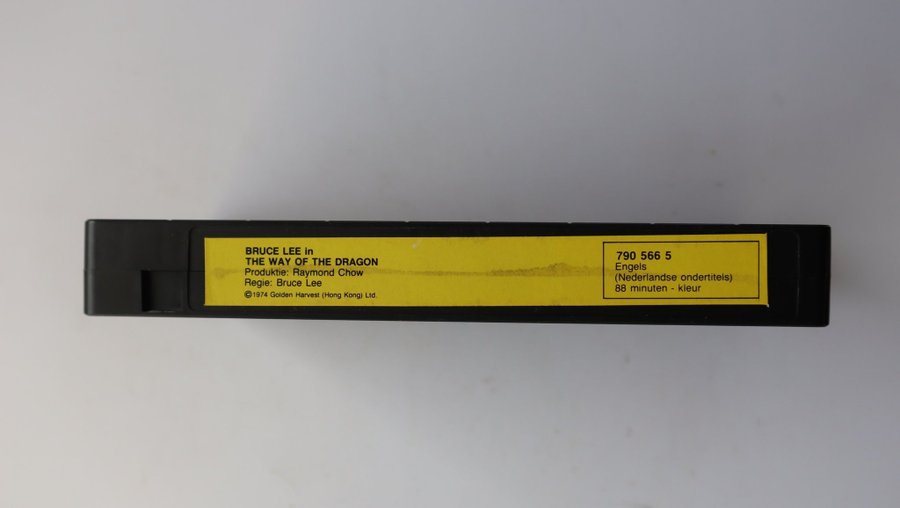 BRUCE LEE in
THE WAY OF THE DRAGON
Produktie: Raymond Chow
Regie: Bruce Lee
©1974 Golden Harvest (Hong Kong) Ltd.
790 566 5
Engels
(Nederlandse ondertitels)
88 minuten - kleur